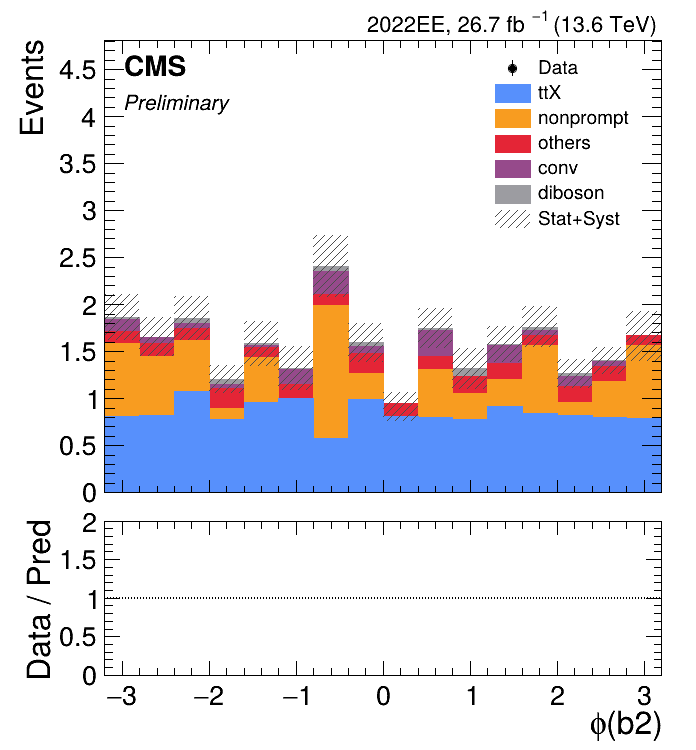 2022EE, 26.7 fb⁻¹ (13.6 TeV)
CMS
Preliminary
Events
Data
ttX
nonprompt
others
conv
diboson
Stat+Syst
4.5
4
3.5
3
2.5
2
1.5
1
0.5
0
Data / Pred
2
1.5
1
0.5
0
−3 −2 −1 0 1 2 3
ϕ(b2)